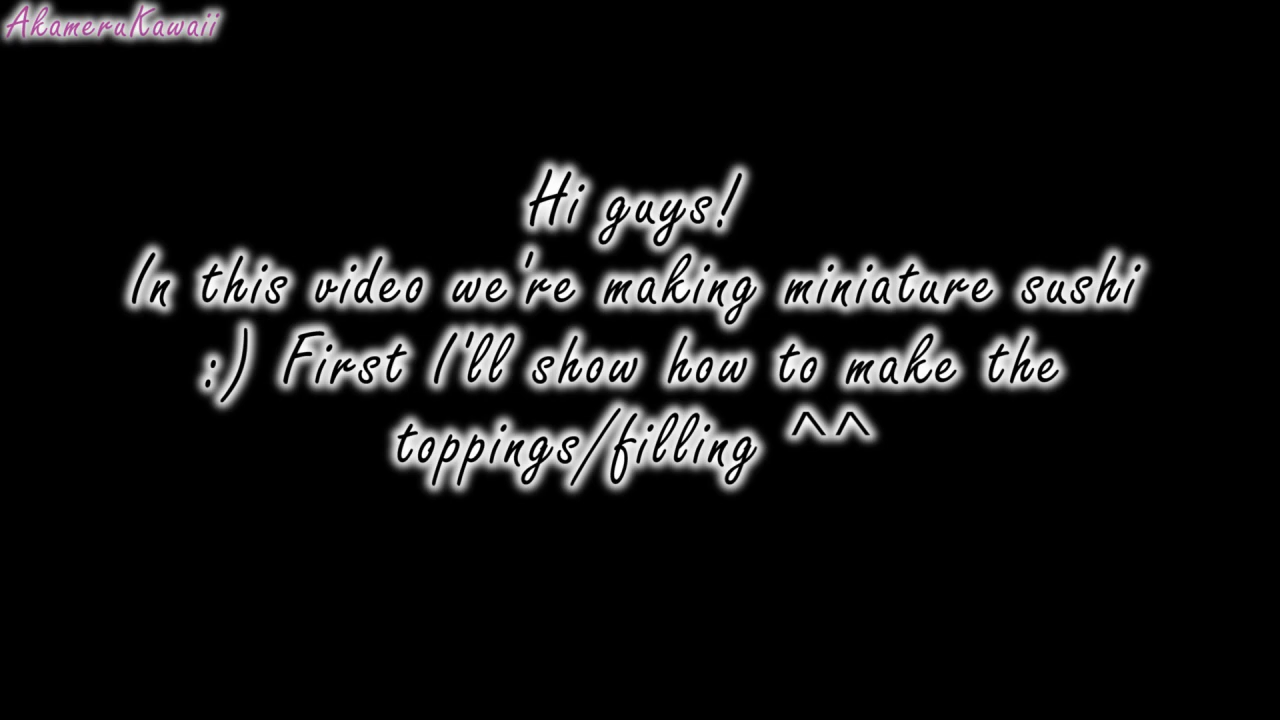 AkameruKawaii
Hi guys!
In this video we're making miniature sushi
:) First I'll show how to make the
toppings/filling ^^